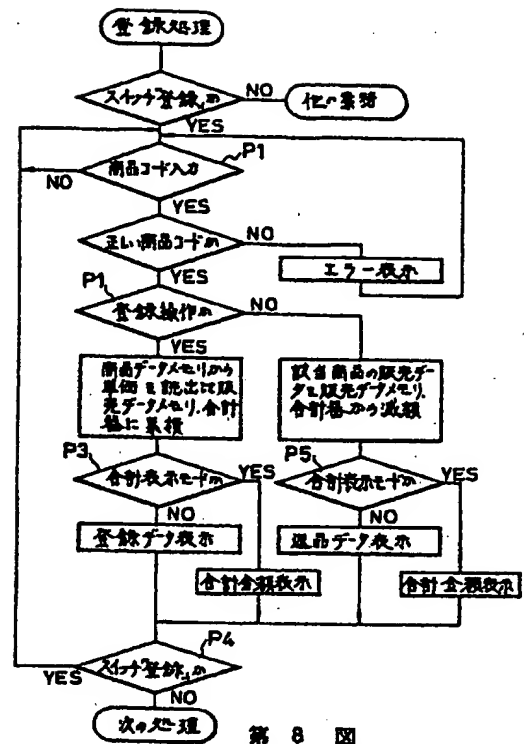 登録処理
スイッチ「登録」か
NO
他の業務
YES
P1
商品コード入力
NO
YES
正しい商品コードか
NO
エラー表示
YES
P1
登録操作か
NO
YES
商品データメモリから
単価を読出し販
売データメモリ、合計
器に累積
該当商品の販売デー
タを販売データメモリ、
合計器から減額
P3
合計表示モードか
YES
NO
P5
合計表示モードか
YES
NO
登録データ表示
返品データ表示
合計金額表示
合計金額表示
P4
スイッチ「登録」か
YES
NO
次の処理
第 8 図